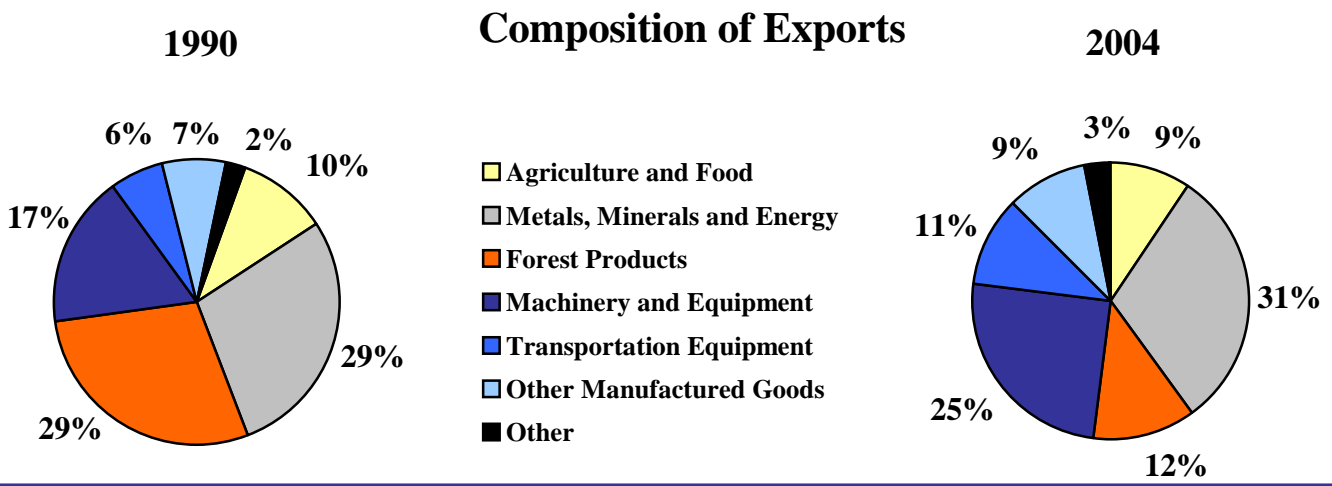 Composition of Exports
1990
2004
6% 7% 2%
10%
17%
29%
29%
Agriculture and Food
Metals, Minerals and Energy
Forest Products
Machinery and Equipment
Transportation Equipment
Other Manufactured Goods
Other
3%
9%
9%
11%
31%
25%
12%